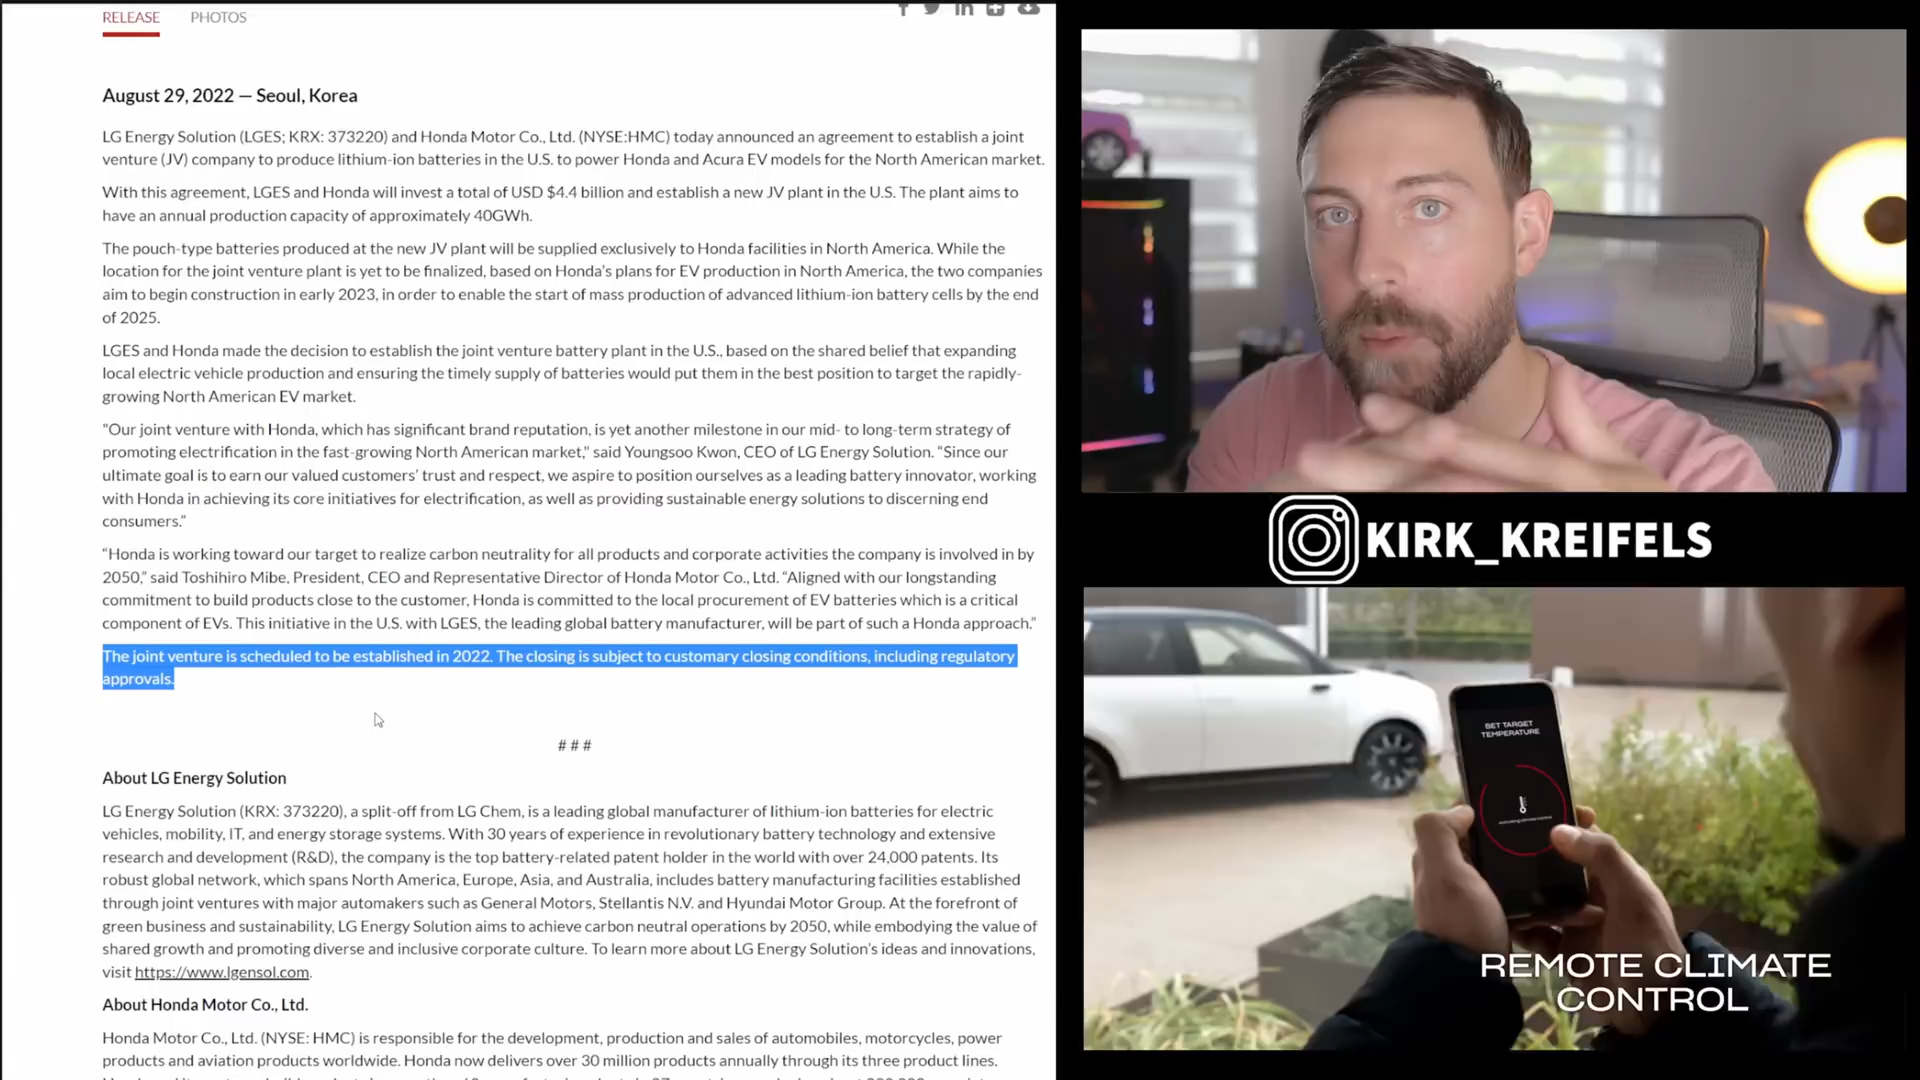 RELEASE PHOTOS
August 29, 2022 — Seoul, Korea
LG Energy Solution (LGES; KRX: 373220) and Honda Motor Co., Ltd. (NYSE:HMC) today announced an agreement to establish a joint
venture (JV) company to produce lithium-ion batteries in the U.S. to power Honda and Acura EV models for the North American market.
With this agreement, LGES and Honda will invest a total of USD $4.4 billion and establish a new JV plant in the U.S. The plant aims to
have an annual production capacity of approximately 40GWh.
The pouch-type batteries produced at the new JV plant will be supplied exclusively to Honda facilities in North America. While the
location for the joint venture plant is yet to be finalized, based on Honda’s plans for EV production in North America, the two companies
aim to begin construction in early 2023, in order to enable the start of mass production of advanced lithium-ion battery cells by the end
of 2025.
LGES and Honda made the decision to establish the joint venture battery plant in the U.S., based on the shared belief that expanding
local electric vehicle production and ensuring the timely supply of batteries would put them in the best position to target the rapidly-
growing North American EV market.
“Our joint venture with Honda, which has significant brand reputation, is yet another milestone in our mid- to long-term strategy of
promoting electrification in the fast-growing North American market,” said Youngsoo Kwon, CEO of LG Energy Solution. “Since our
ultimate goal is to earn our valued customers’ trust and respect, we aspire to position ourselves as a leading battery innovator, working
with Honda in achieving its core initiatives for electrification, as well as providing sustainable energy solutions to discerning end
consumers.”
“Honda is working toward our target to realize carbon neutrality for all products and corporate activities the company is involved in by
2050,” said Toshihiro Mibe, President, CEO and Representative Director of Honda Motor Co., Ltd. “Aligned with our longstanding
commitment to build products close to the customer, Honda is committed to the local procurement of EV batteries which is a critical
component of EVs. This initiative in the U.S. with LGES, the leading global battery manufacturer, will be part of such a Honda approach.”
The joint venture is scheduled to be established in 2022. The closing is subject to customary closing conditions, including regulatory
approvals.
# # #
About LG Energy Solution
LG Energy Solution (KRX: 373220), a split-off from LG Chem, is a leading global manufacturer of lithium-ion batteries for electric
vehicles, mobility, IT, and energy storage systems. With 30 years of experience in revolutionary battery technology and extensive
research and development (R&D), the company is the top battery-related patent holder in the world with over 24,000 patents. Its
robust global network, which spans North America, Europe, Asia, and Australia, includes battery manufacturing facilities established
through joint ventures with major automakers such as General Motors, Stellantis N.V. and Hyundai Motor Group. At the forefront of
green business and sustainability, LG Energy Solution aims to achieve carbon neutral operations by 2050, while embodying the value of
shared growth and promoting diverse and inclusive corporate culture. To learn more about LG Energy Solution’s ideas and innovations,
visit https://www.lgensol.com.
About Honda Motor Co., Ltd.
Honda Motor Co., Ltd. (NYSE: HMC) is responsible for the development, production and sales of automobiles, motorcycles, power
products and aviation products worldwide. Honda now delivers over 30 million products annually through its three product lines.
KIRK_KREIFELS
SET TARGET
TEMPERATURE
REMOTE CLIMATE
CONTROL